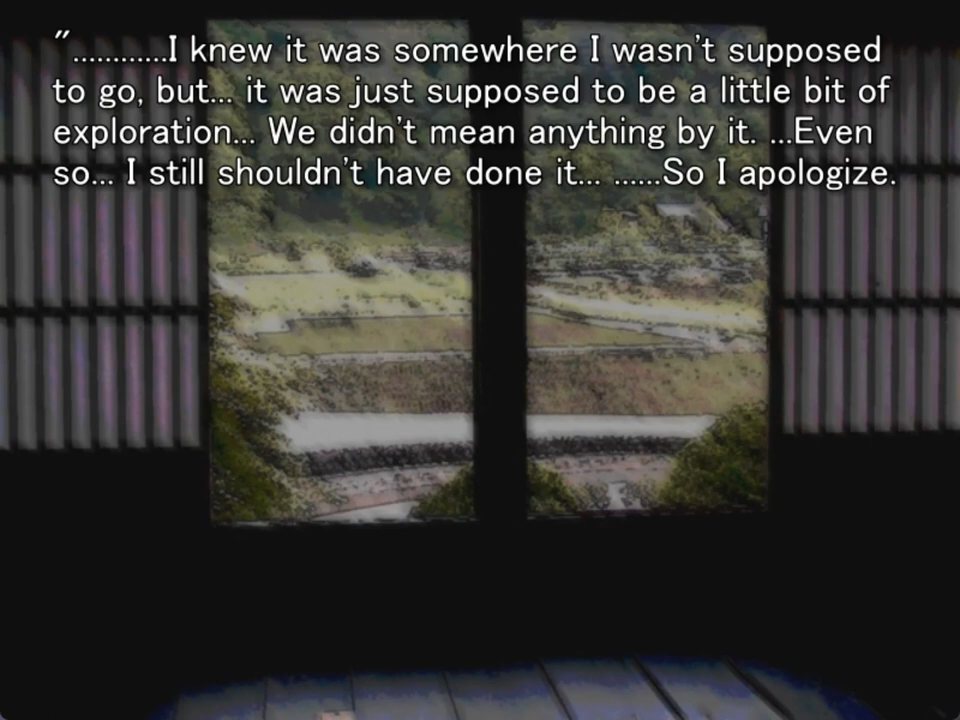 "............I knew it was somewhere I wasn't supposed
to go, but... it was just supposed to be a little bit of
exploration... We didn't mean anything by it. ...Even
so... I still shouldn't have done it... ......So I apologize.